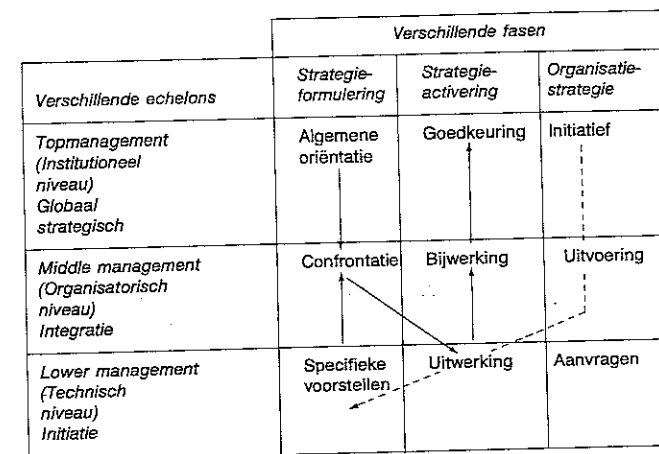 Verschillende fasen
Verschillende echelons
Strategie-
formulering
Strategie-
activering
Organisatie-
strategie
Topmanagement
(Institutioneel
niveau)
Globaal
strategisch
Algemene
oriëntatie
Goedkeuring
Initiatief
Middle management
(Organisatorisch
niveau)
Integratie
Confrontatie
Bijwerking
Uitvoering
Lower management
(Technisch
niveau)
Initiatie
Specifieke
voorstellen
Uitwerking
Aanvragen